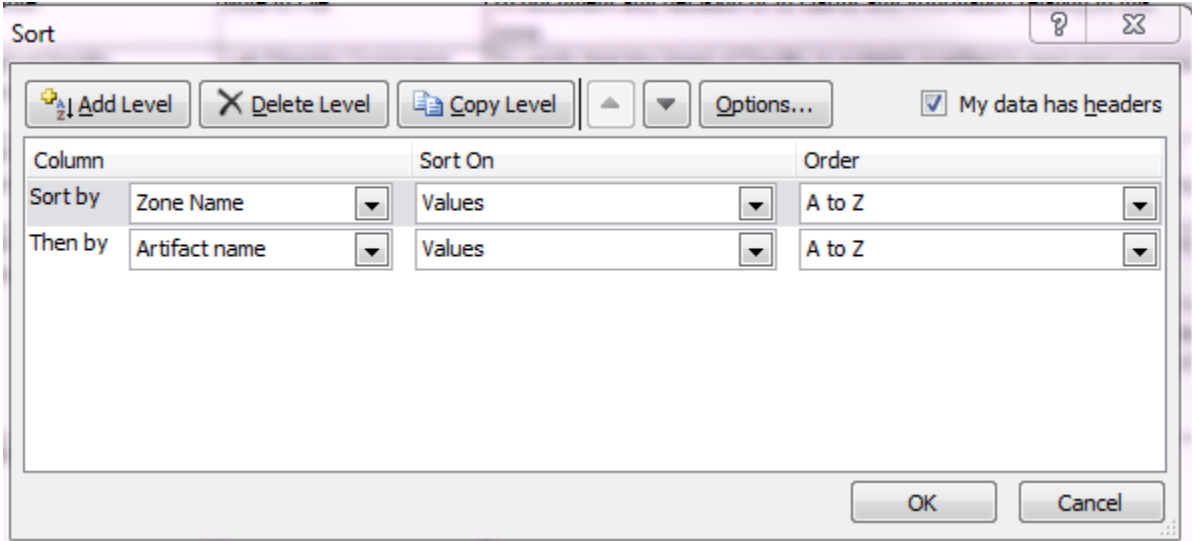 Sort
Add Level Delete Level Copy Level Options... My data has headers
Column Sort On Order
Sort by Zone Name Values A to Z
Then by Artifact name Values A to Z
OK Cancel